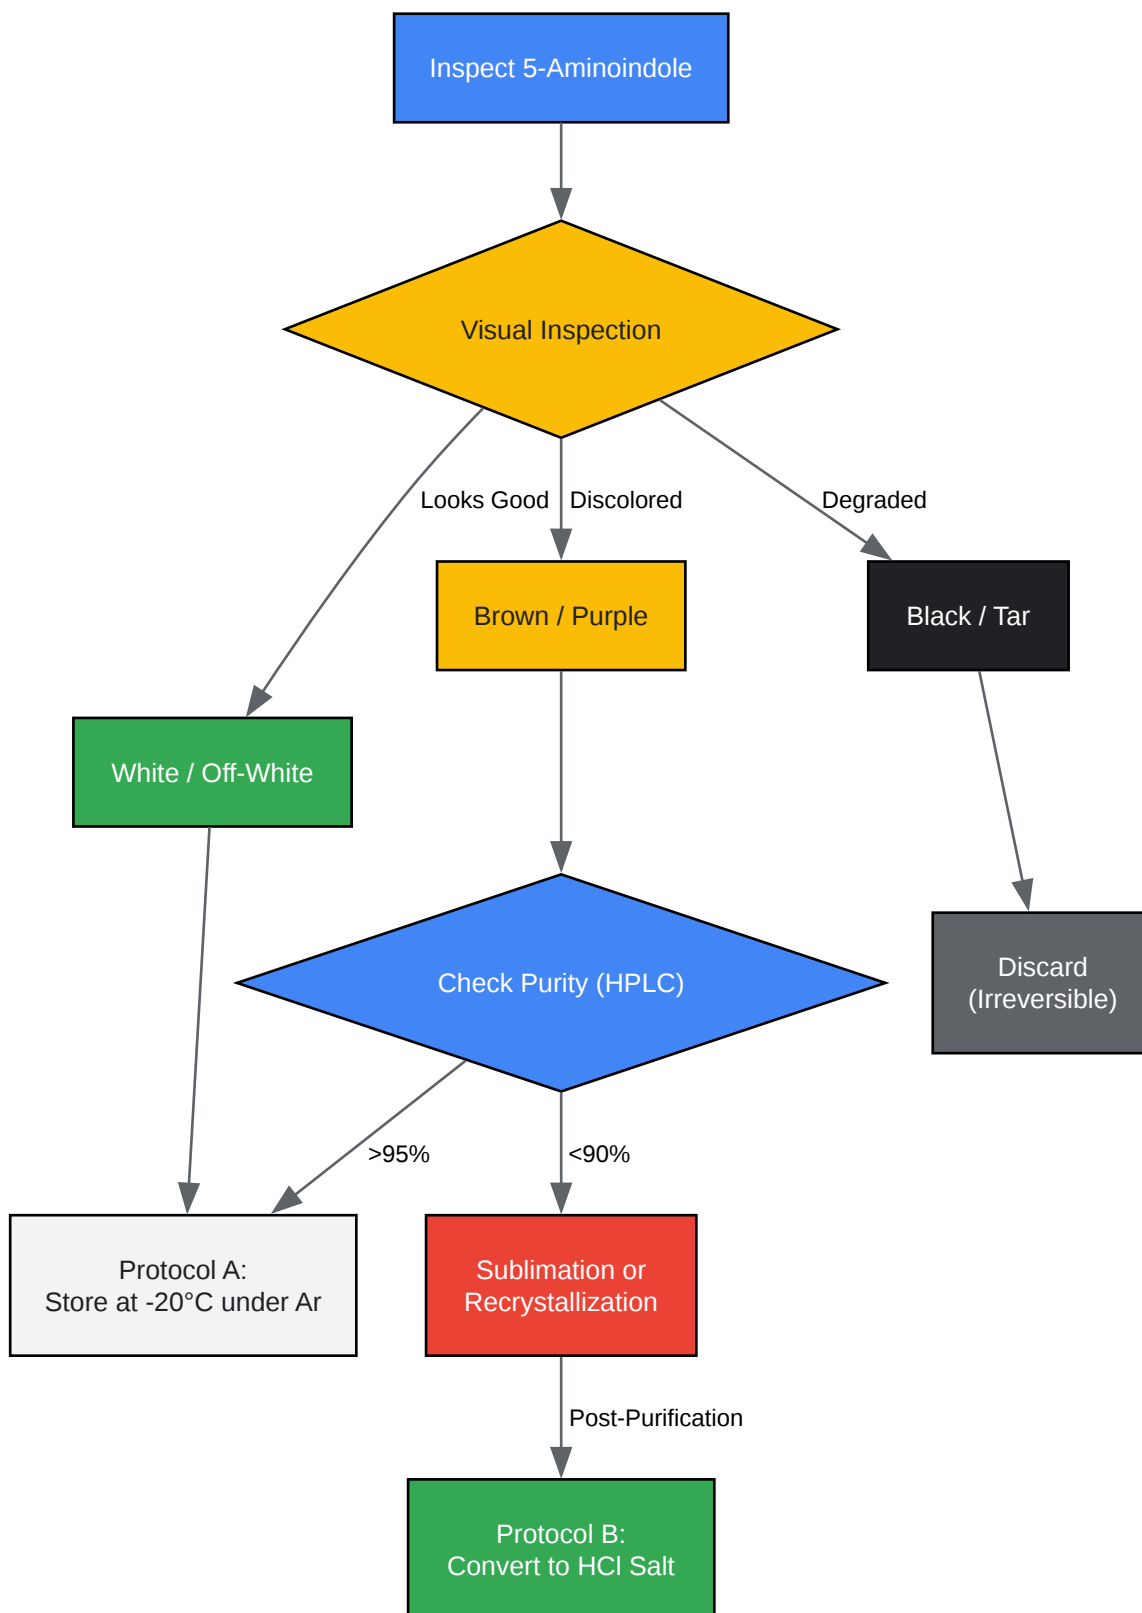 Inspect 5-Aminoindole
Visual Inspection
Looks Good
Discolored
Degraded
Brown / Purple
Black / Tar
White / Off-White
Check Purity (HPLC)
Discard
(Irreversible)
>95%
<90%
Protocol A:
Store at -20°C under Ar
Sublimation or
Recrystallization
Post-Purification
Protocol B:
Convert to HCl Salt